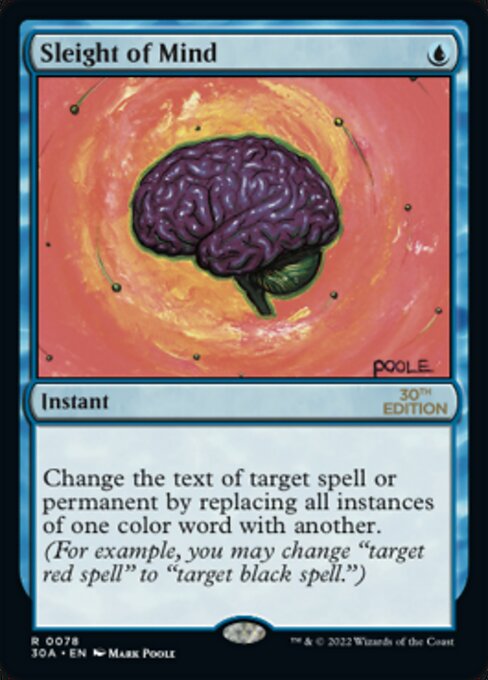 Sleight of Mind
POOLE
Instant
30TH
EDITION
Change the text of target spell or
permanent by replacing all instances
of one color word with another.
(For example, you may change “target
red spell” to “target black spell.”)
R 0078
30A • EN Mark Poole
™ & © 2022 Wizards of the Coast